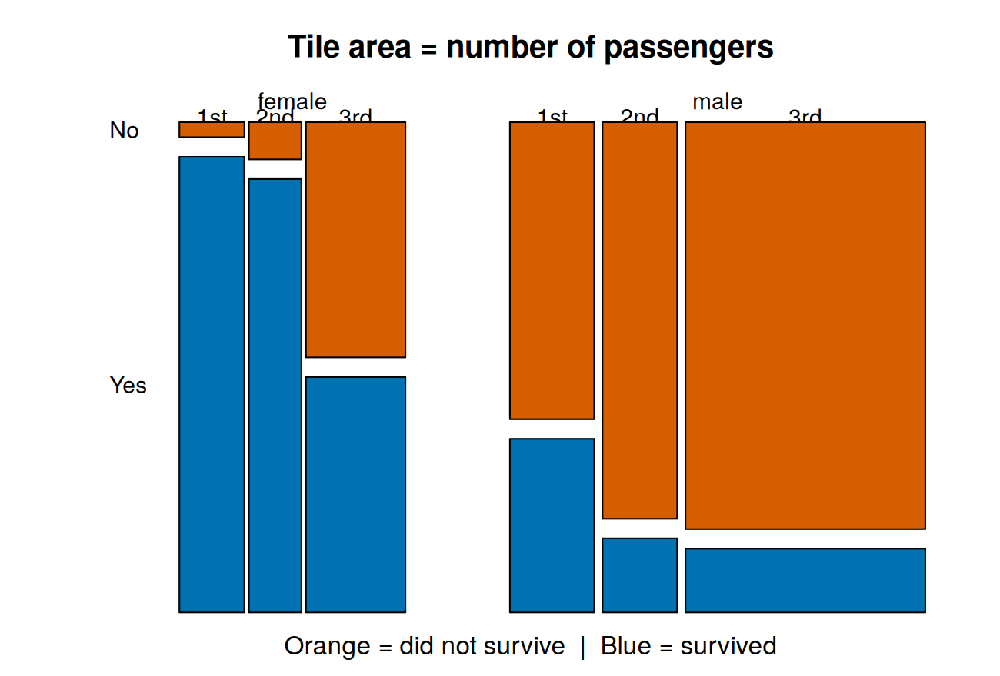 Tile area = number of passengers
female male
1st 2nd 3rd 1st 2nd 3rd
No
Yes
Orange = did not survive | Blue = survived